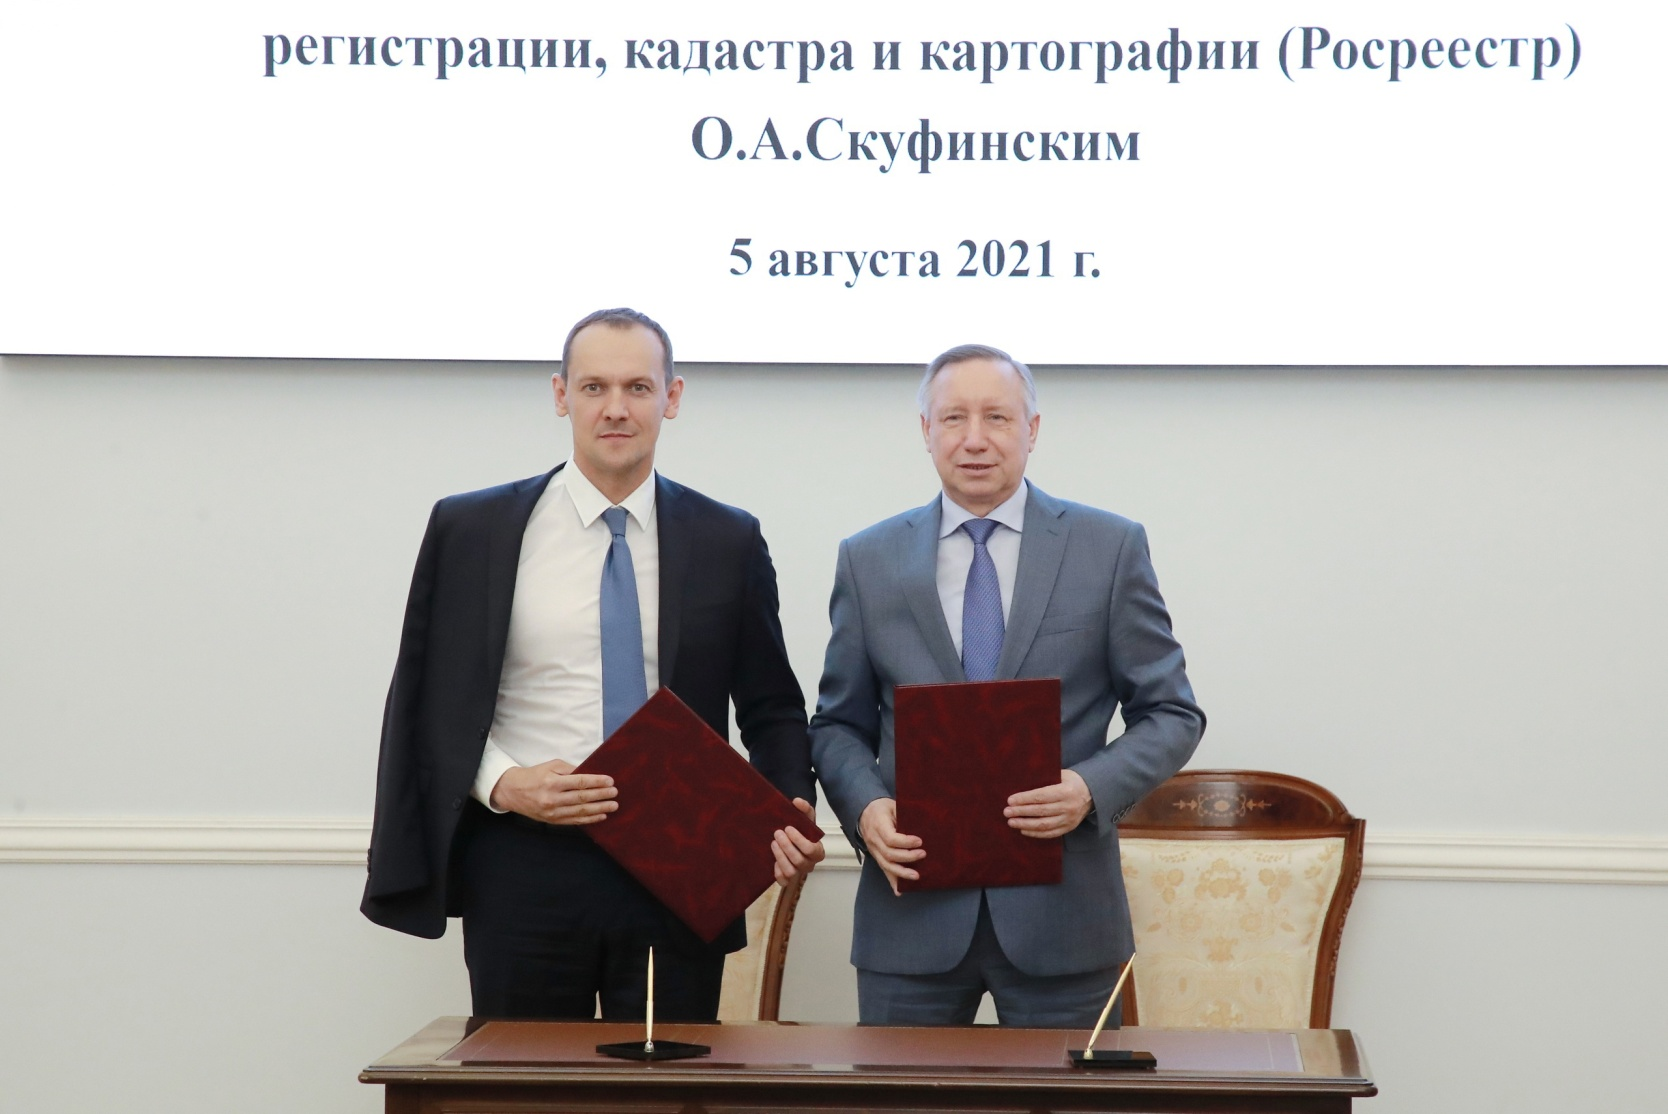 регистрации, кадастра и картографии (Росреестр)
О.А.Скуфинским
5 августа 2021 г.